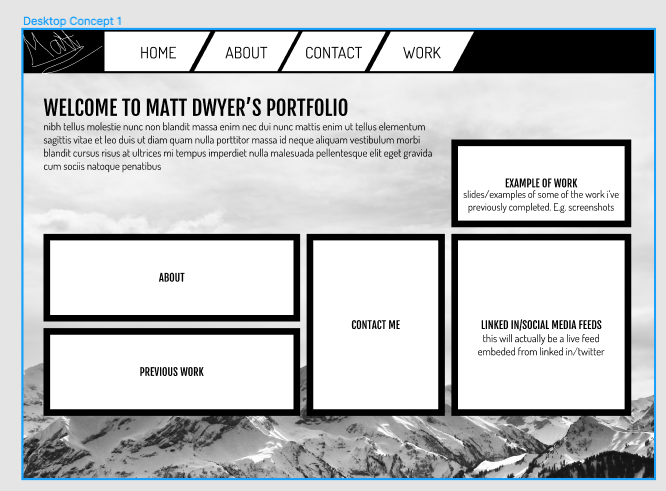 Desktop Concept 1
Matt
HOME ABOUT CONTACT WORK
WELCOME TO MATT DWYER'S PORTFOLIO
nibh tellus molestie nunc non blandit massa enim nec dui nunc mattis enim ut tellus elementum
sagittis vitae et leo duis ut diam quam nulla porttitor massa id neque aliquam vestibulum morbi
blandit cursus risus at ultrices mi tempus imperdiet nulla malesuada pellentesque elit eget gravida
cum sociis natoque penatibus
EXAMPLE OF WORK
slides/examples of some of the work i've
previously completed. E.g. screenshots
ABOUT
PREVIOUS WORK
CONTACT ME
LINKED IN/SOCIAL MEDIA FEEDS
this will actually be a live feed
embeded from linked in/twitter